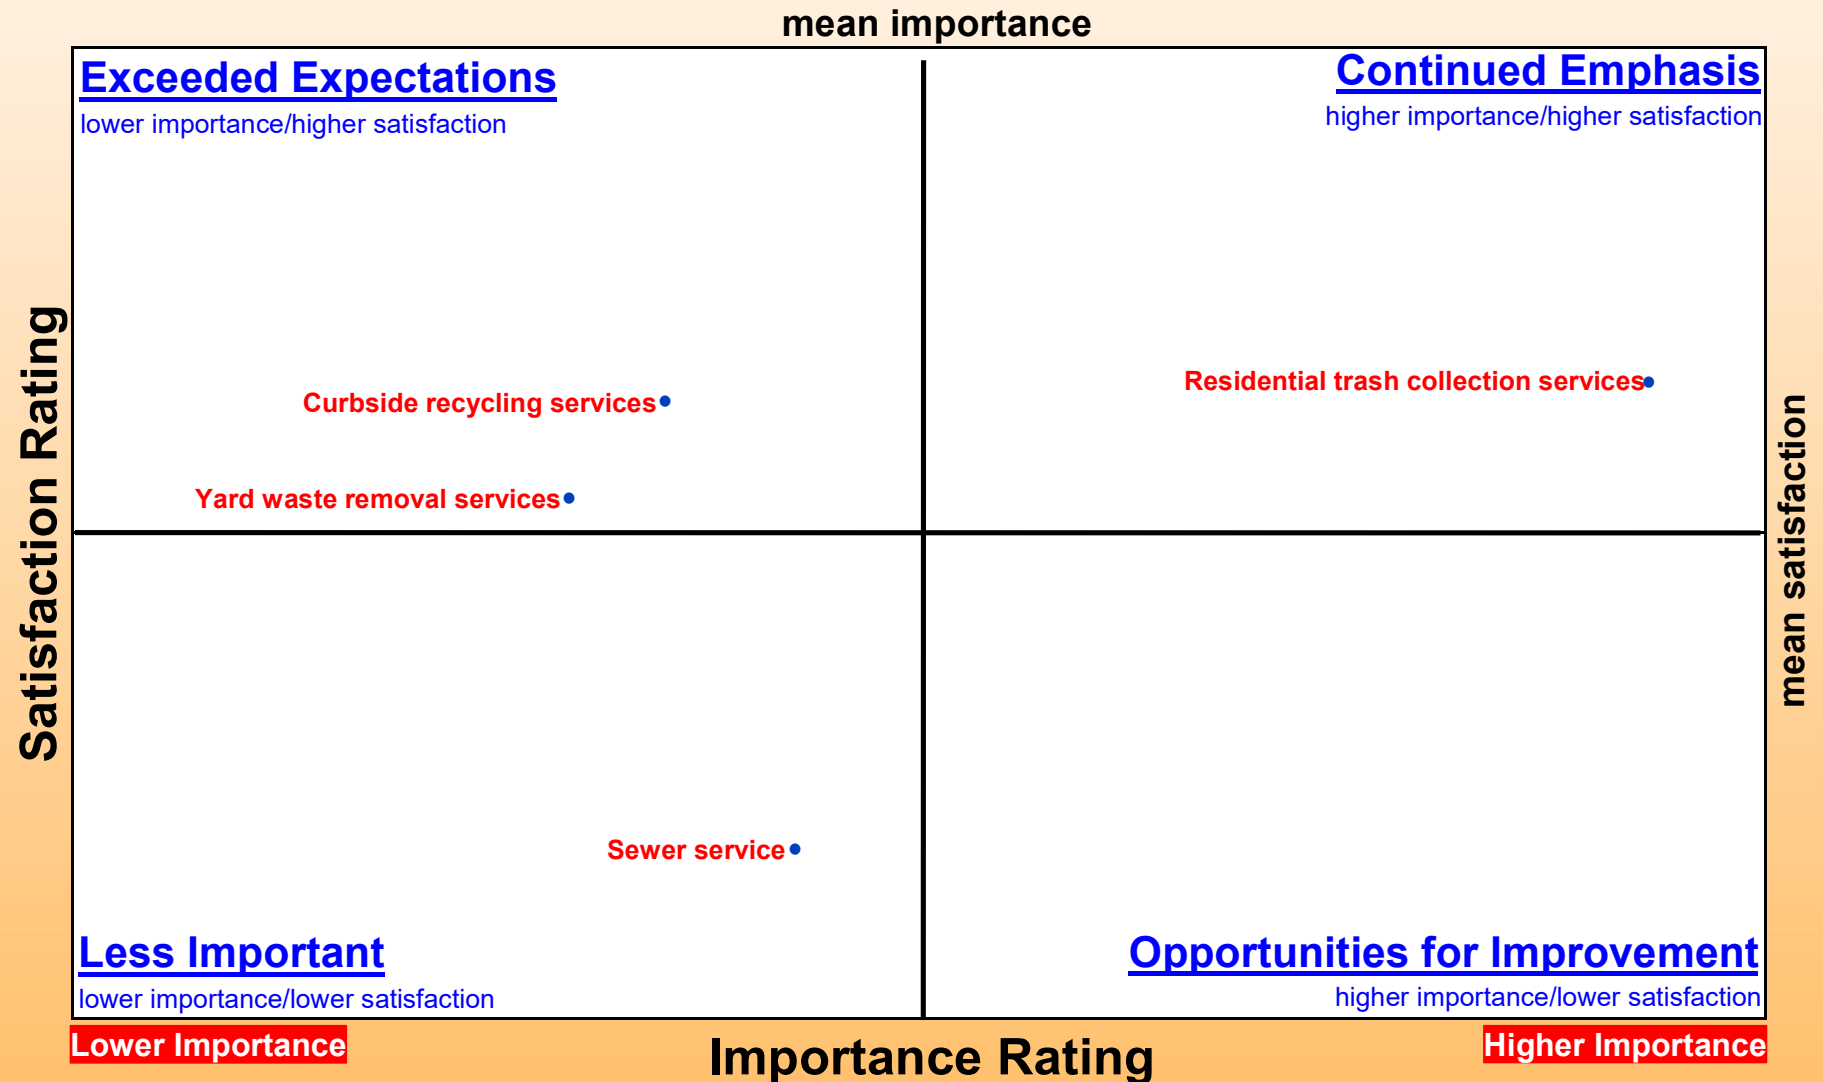 mean importance
Exceeded Expectations
lower importance/higher satisfaction
Continued Emphasis
higher importance/higher satisfaction
Satisfaction Rating
mean satisfaction
Residential trash collection services
Curbside recycling services
Yard waste removal services
Sewer service
Less Important
lower importance/lower satisfaction
Opportunities for Improvement
higher importance/lower satisfaction
Lower Importance
Importance Rating
Higher Importance